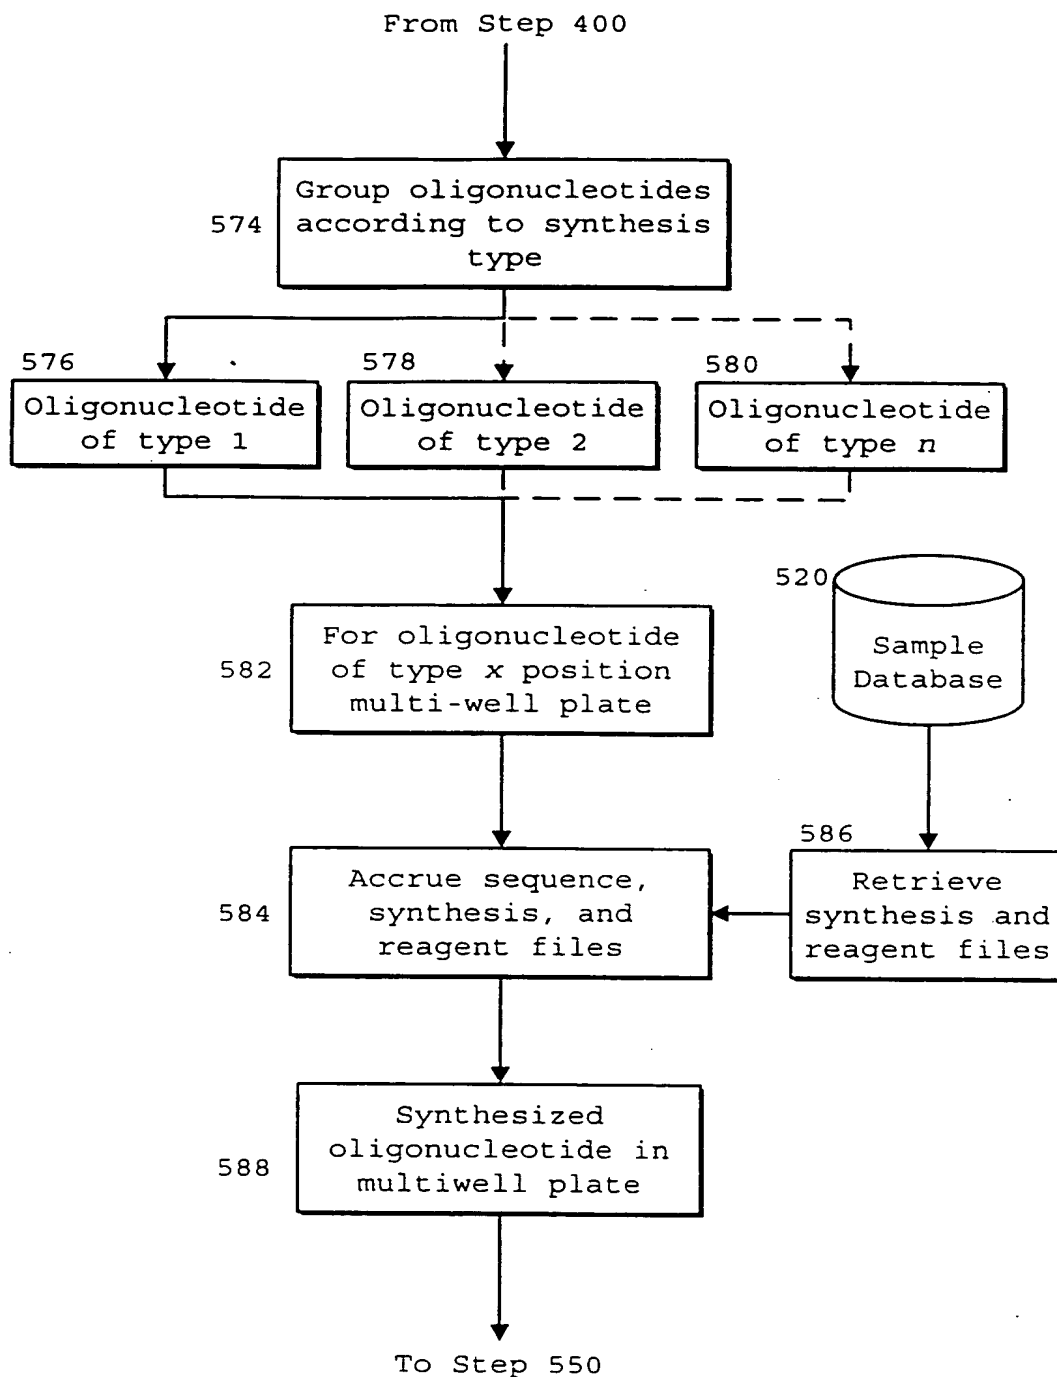 From Step 400
574
Group oligonucleotides
according to synthesis
type
576
Oligonucleotide
of type 1
578
Oligonucleotide
of type 2
580
Oligonucleotide
of type n
520
Sample
Database
582
For oligonucleotide
of type x position
multi-well plate
584
Accrue sequence,
synthesis, and
reagent files
586
Retrieve
synthesis and
reagent files
588
Synthesized
oligonucleotide in
multiwell plate
To Step 550